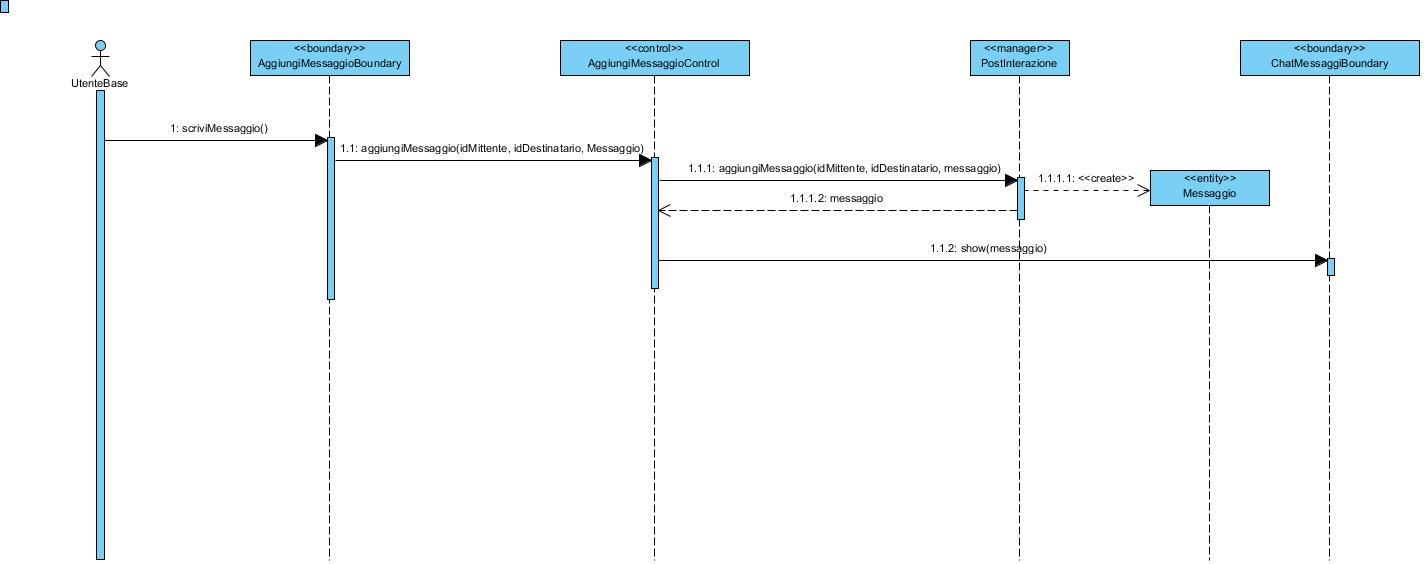 <<boundary>>
AggiungiMessaggioBoundary
<<control>>
AggiungiMessaggioControl
<<manager>>
PostInterazione
<<boundary>>
ChatMessaggiBoundary
UtenteBase
1: scriviMessaggio()
1.1: aggiungiMessaggio(idMittente, idDestinatario, Messaggio)
1.1.1: aggiungiMessaggio(idMittente, idDestinatario, messaggio)
1.1.1.1: <<create>>
<<entity>>
Messaggio
1.1.1.2: messaggio
1.1.2: show(messaggio)